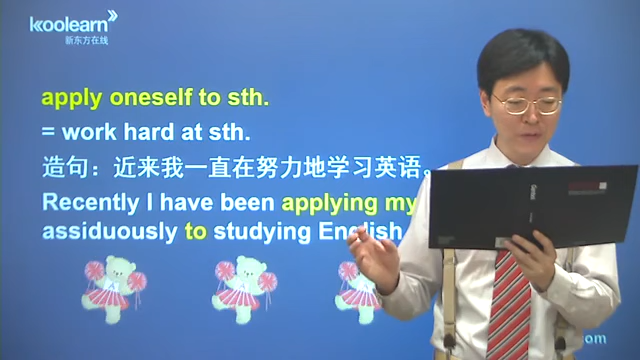 koolearn
新东方在线
apply oneself to sth.
= work hard at sth.
造句：近来我一直在努力地学习英语。
Recently I have been applying my
assiduously to studying English
om